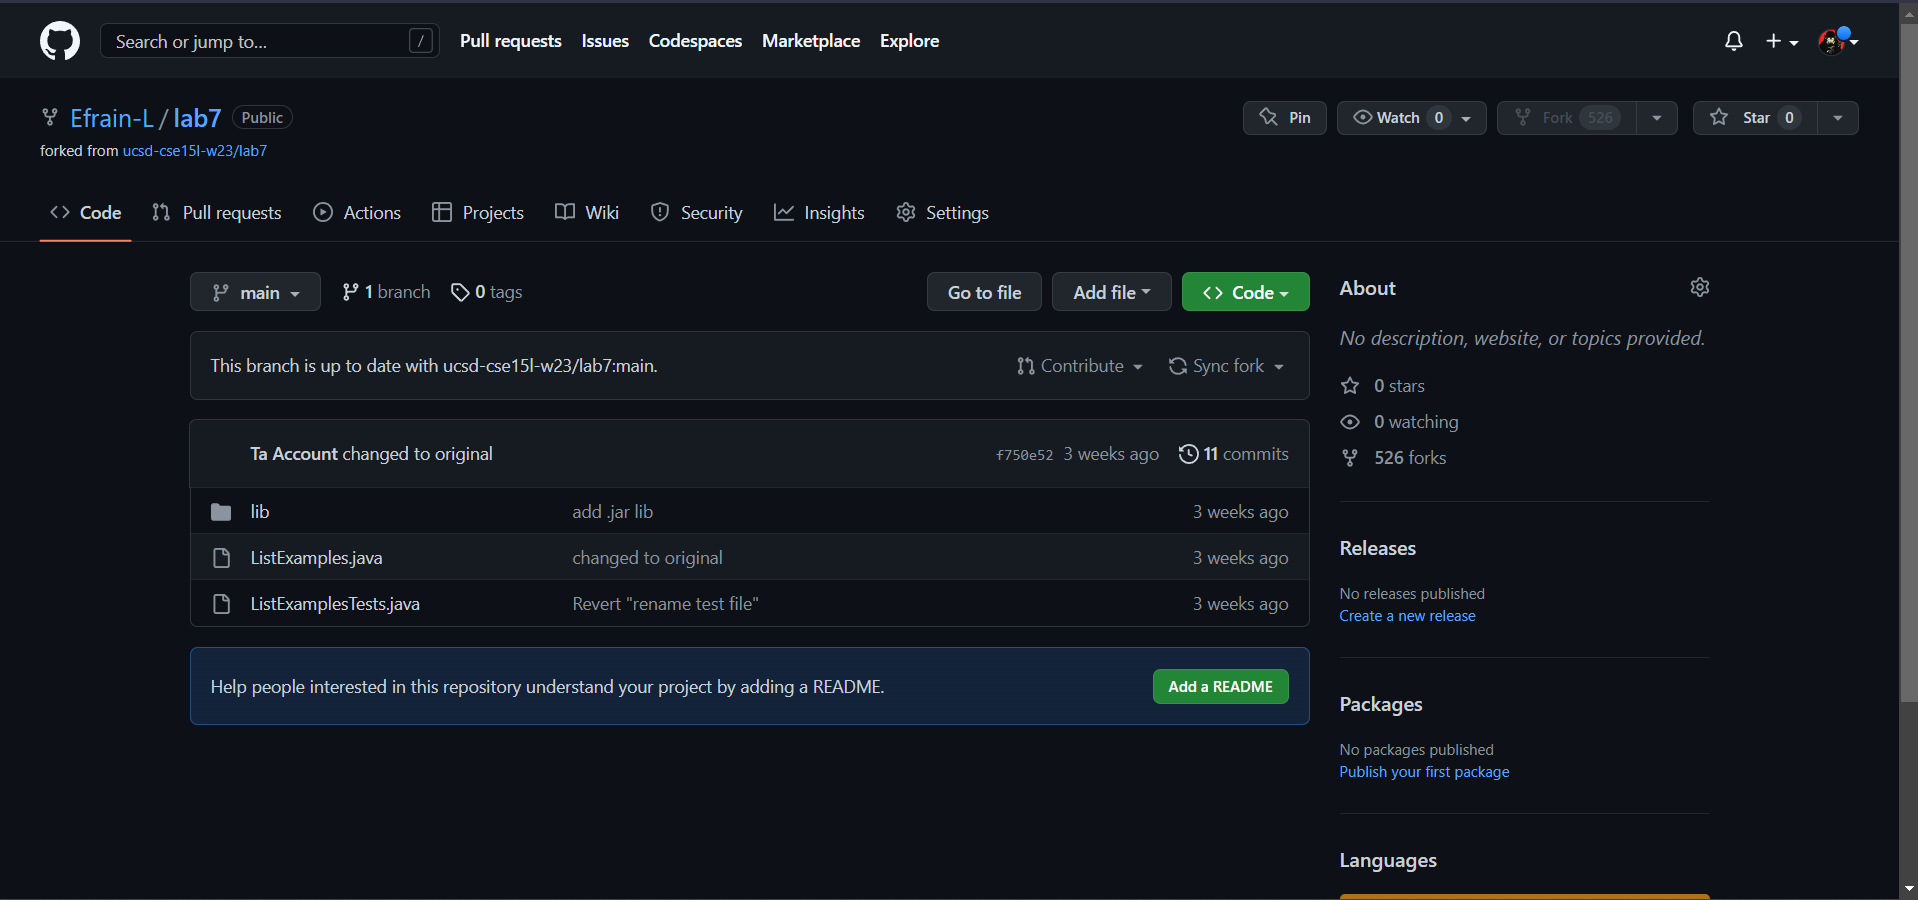 Search or jump to... /
Pull requests Issues Codespaces Marketplace Explore
Efrain-L / lab7 Public
Pin Watch 0 Fork 526 Star 0
forked from ucsd-cse15l-w23/lab7
Code Pull requests Actions Projects Wiki Security Insights Settings
main 1 branch 0 tags Go to file Add file Code
This branch is up to date with ucsd-cse15l-w23/lab7:main. Contribute Sync fork
Ta Account changed to original f750e52 3 weeks ago 11 commits
lib add .jar lib 3 weeks ago
ListExamples.java changed to original 3 weeks ago
ListExamplesTests.java Revert "rename test file" 3 weeks ago
Help people interested in this repository understand your project by adding a README. Add a README
About
No description, website, or topics provided.
0 stars
0 watching
526 forks
Releases
No releases published
Create a new release
Packages
No packages published
Publish your first package
Languages